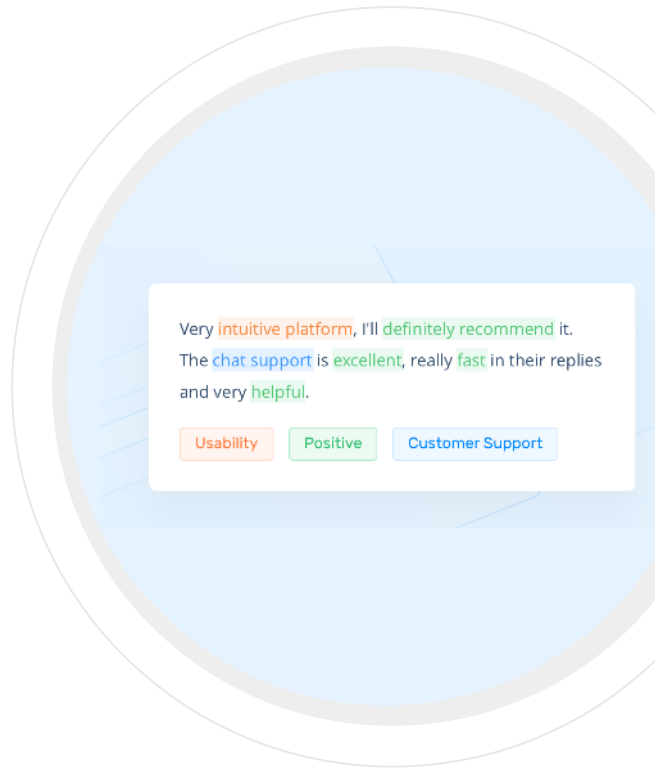 Very intuitive platform, I'll definitely recommend it.
The chat support is excellent, really fast in their replies
and very helpful.
Usability Positive Customer Support